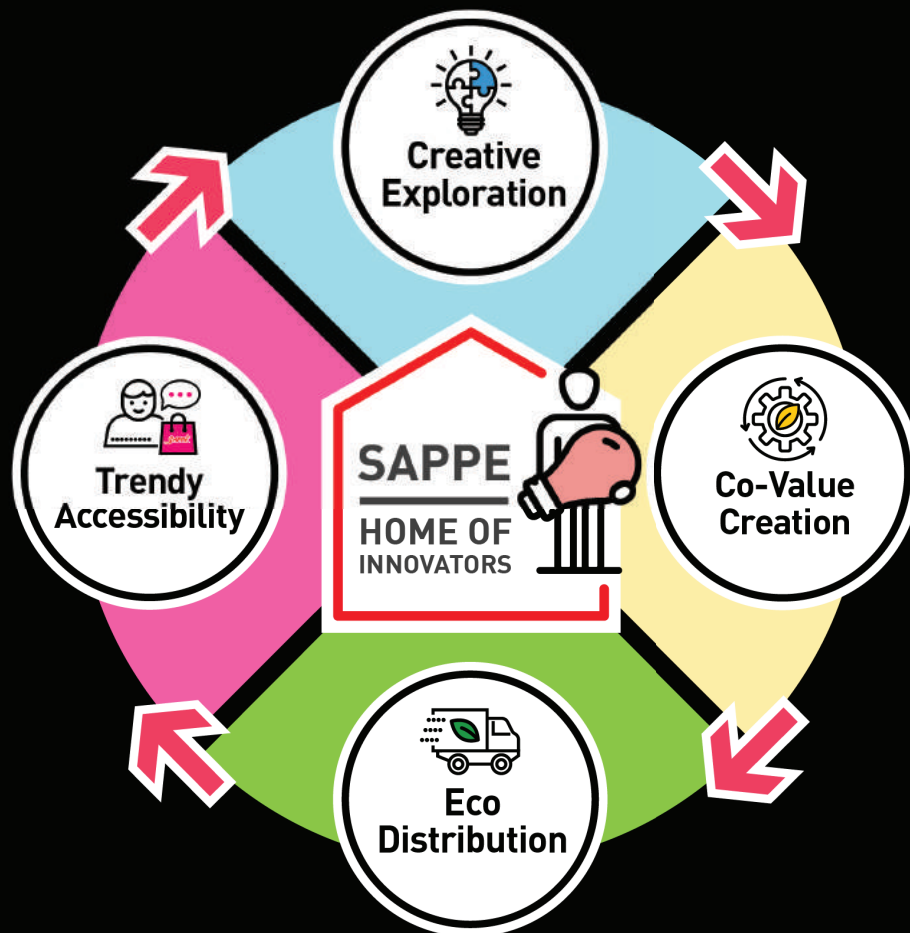 Creative
Exploration
Trendy
Accessibility
SAPPE
HOME OF
INNOVATORS
Co-Value
Creation
Eco
Distribution